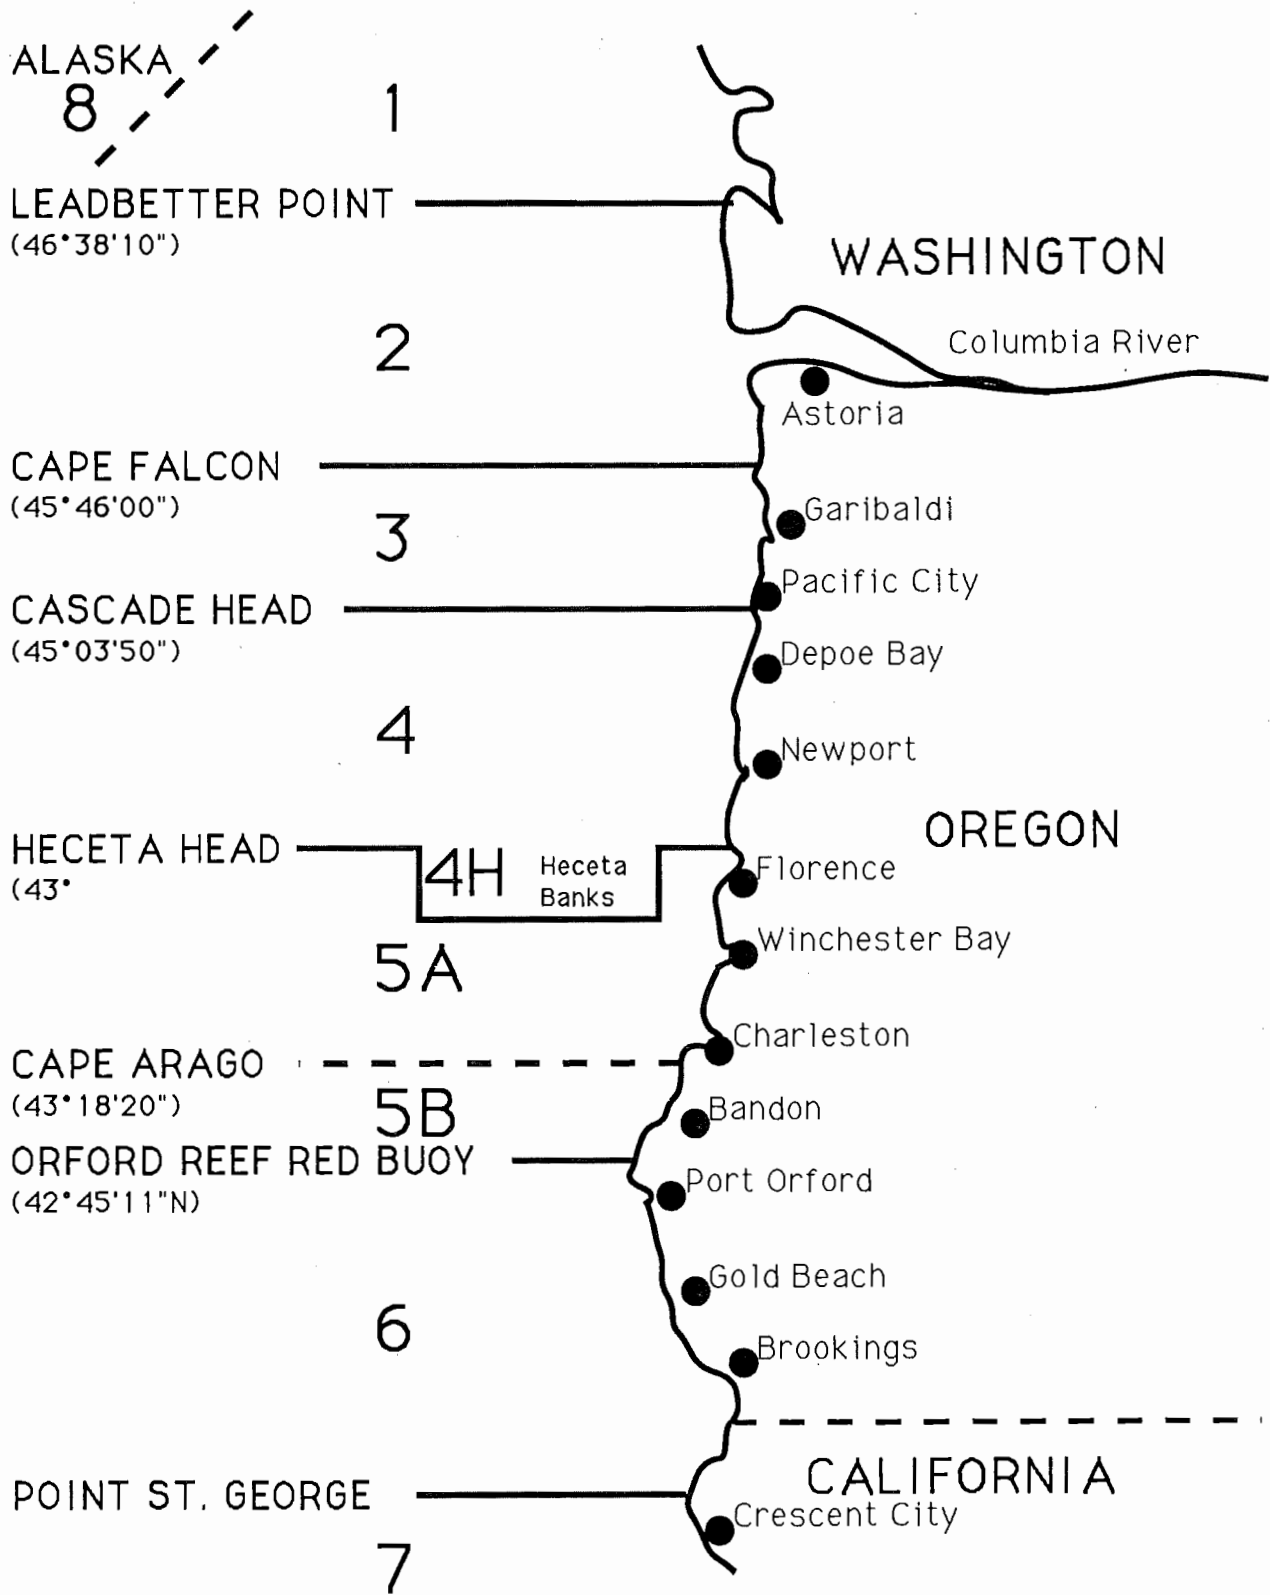 ALASKA
8
1
LEADBETTER POINT
(46°38'10")
WASHINGTON
2
Columbia River
Astoria
CAPE FALCON
(45°46'00")
Garibaldi
3
Pacific City
CASCADE HEAD
(45°03'50")
Depoe Bay
4
Newport
OREGON
HECETA HEAD
(43°
4H
Heceta
Banks
Florence
Winchester Bay
5A
Charleston
CAPE ARAGO
(43°18'20")
5B
Bandon
ORFORD REEF RED BUOY
(42°45'11"N)
Port Orford
Gold Beach
6
Brookings
CALIFORNIA
POINT ST. GEORGE
Crescent City
7